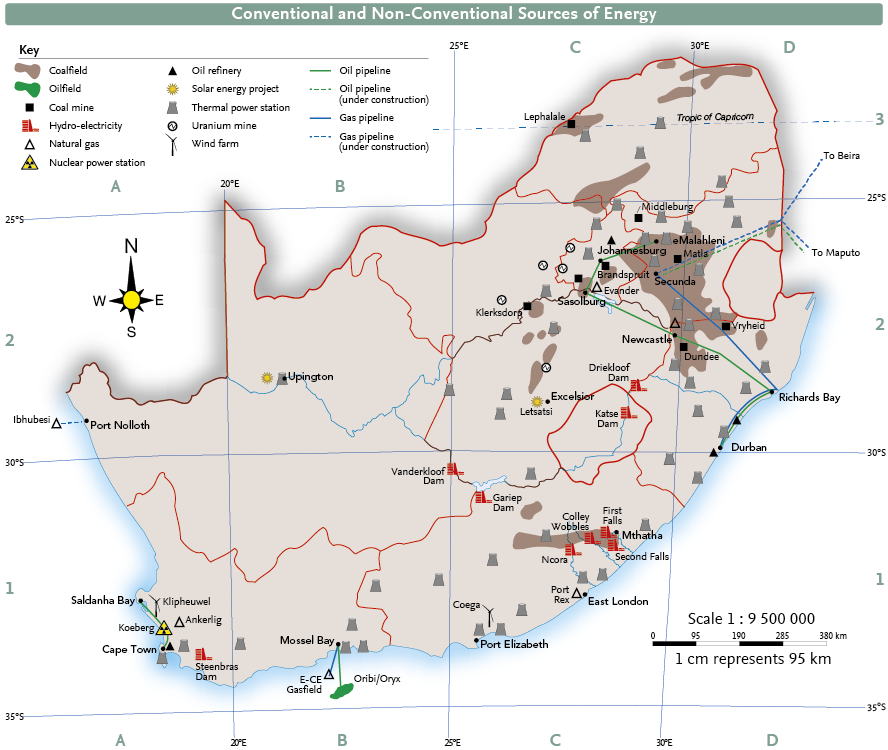 Conventional and Non-Conventional Sources of Energy
Key
Coalfield
Oilfield
Coal mine
Hydro-electricity
Natural gas
Nuclear power station
Oil refinery
Solar energy project
Thermal power station
Uranium mine
Wind farm
Oil pipeline
Oil pipeline
(under construction)
Gas pipeline
Gas pipeline
(under construction)
25°E
C
30°E
D
Lephalale
Tropic of Capricorn
3
3
To Beira
A
20°E
B
25°S
25°S
Middleburg
N
W
E
S
Johannesburg
eMalahleni
Matla
To Maputo
Brandspruit
Secunda
Evander
Sasolburg
Klerksdorp
Vryheid
2
2
Newcastle
Dundee
Driekloof
Dam
Upington
Excelsior
Letsatsi
Richards Bay
Katse
Dam
Ibhubesi
Port Nolloth
Durban
30°S
30°S
Vanderkloof
Dam
Gariep
Dam
First
Falls
Colley
Wobbles
Mthatha
Second Falls
Ncora
1
1
Port
Rex
East London
Saldanha Bay
Klipheuwel
Coega
Ankerlig
Koeberg
Scale 1 : 9 500 000
0 95 190 285 380 km
1 cm represents 95 km
Cape Town
Mossel Bay
Port Elizabeth
Steenbras
Dam
E-CE
Gasfield
Oribi/Oryx
35°S
35°S
A
20°E
B
25°E
C
30°E
D